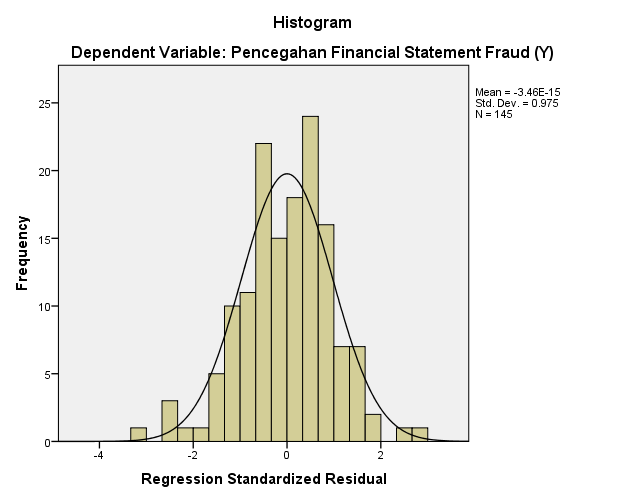 Histogram
Dependent Variable: Pencegahan Financial Statement Fraud (Y)
Mean = -3.46E-15
Std. Dev. = 0.975
N = 145
25
20
15
10
5
0
Frequency
-4
-2
0
2
Regression Standardized Residual